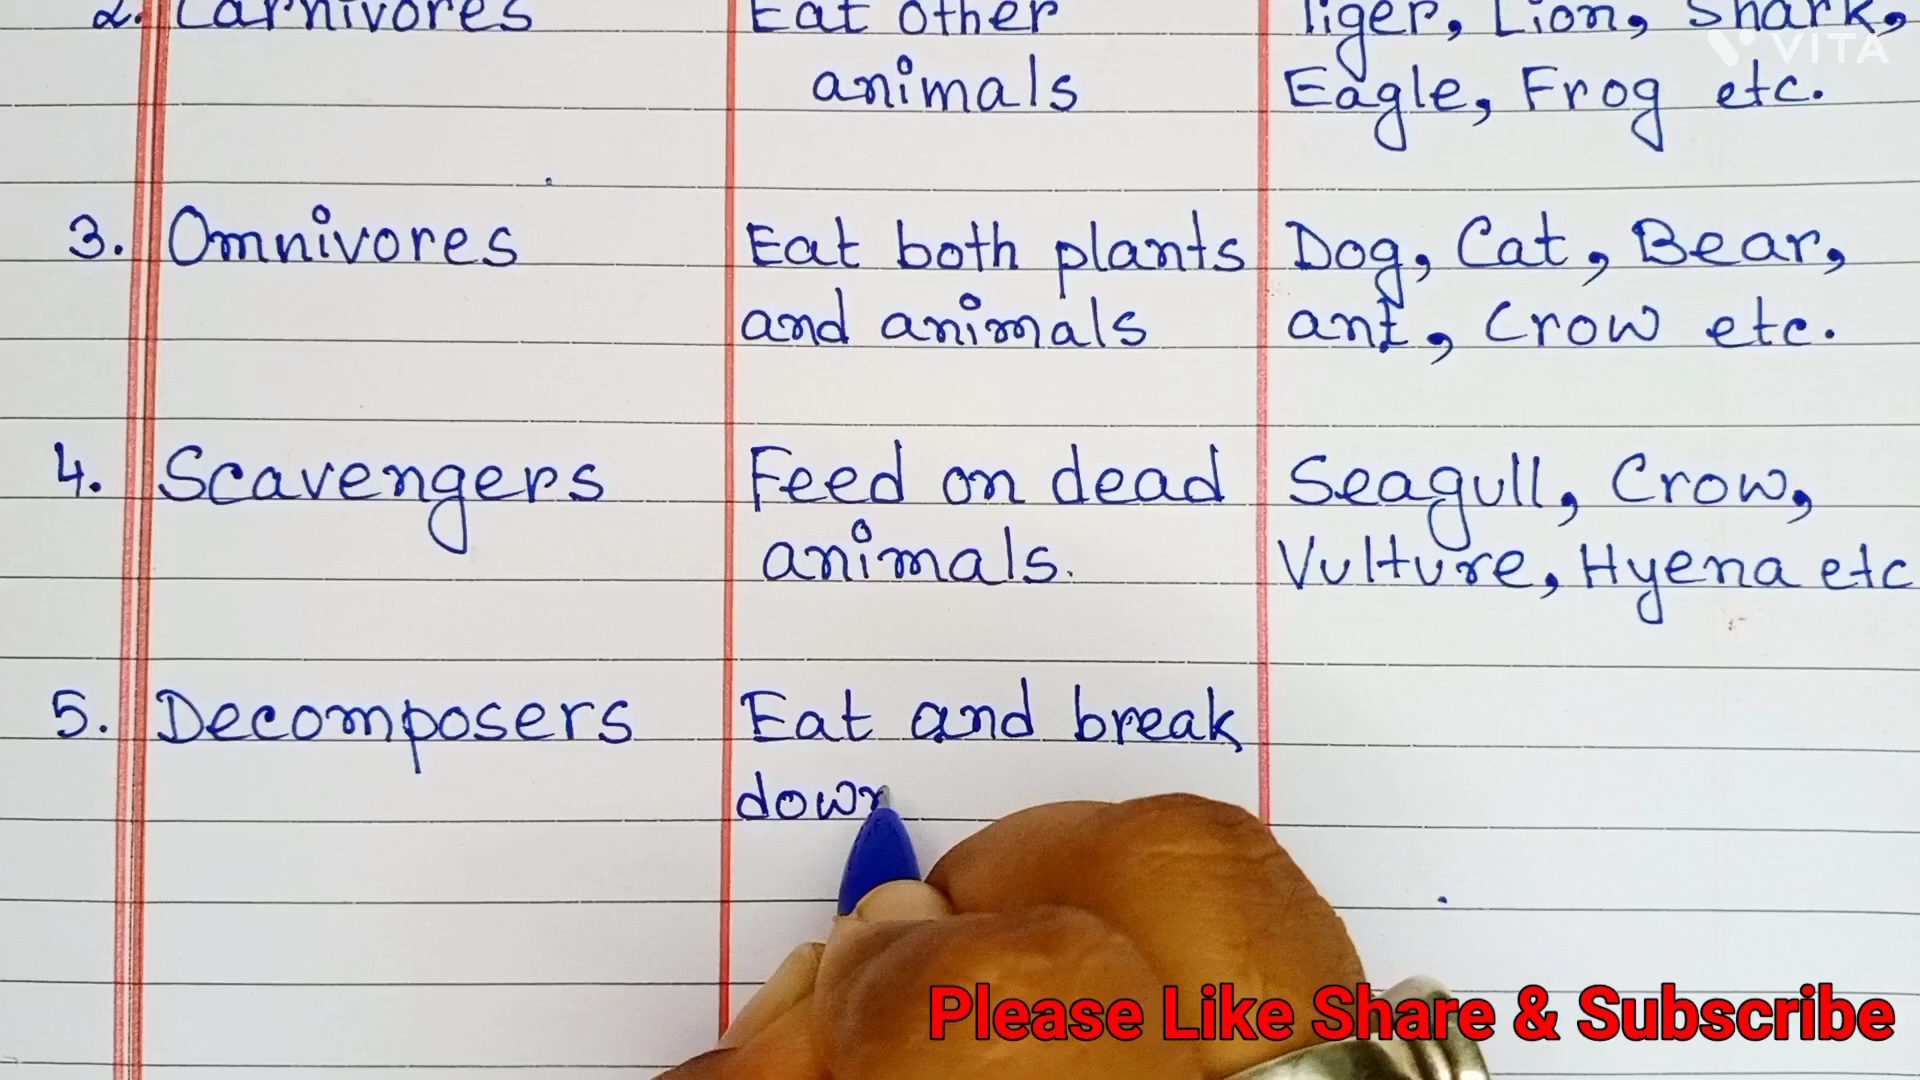 2. Carnivores Eat other Tiger, Lion, Shark,
VITA
animals Eagle, Frog etc.
3. Omnivores Eat both plants Dog, Cat, Bear,
and animals ant, Crow etc.
4. Scavengers Feed on dead Seagull, Crow,
animals. Vulture, Hyena etc
5. Decomposers Eat and break
down
Please Like Share & Subscribe